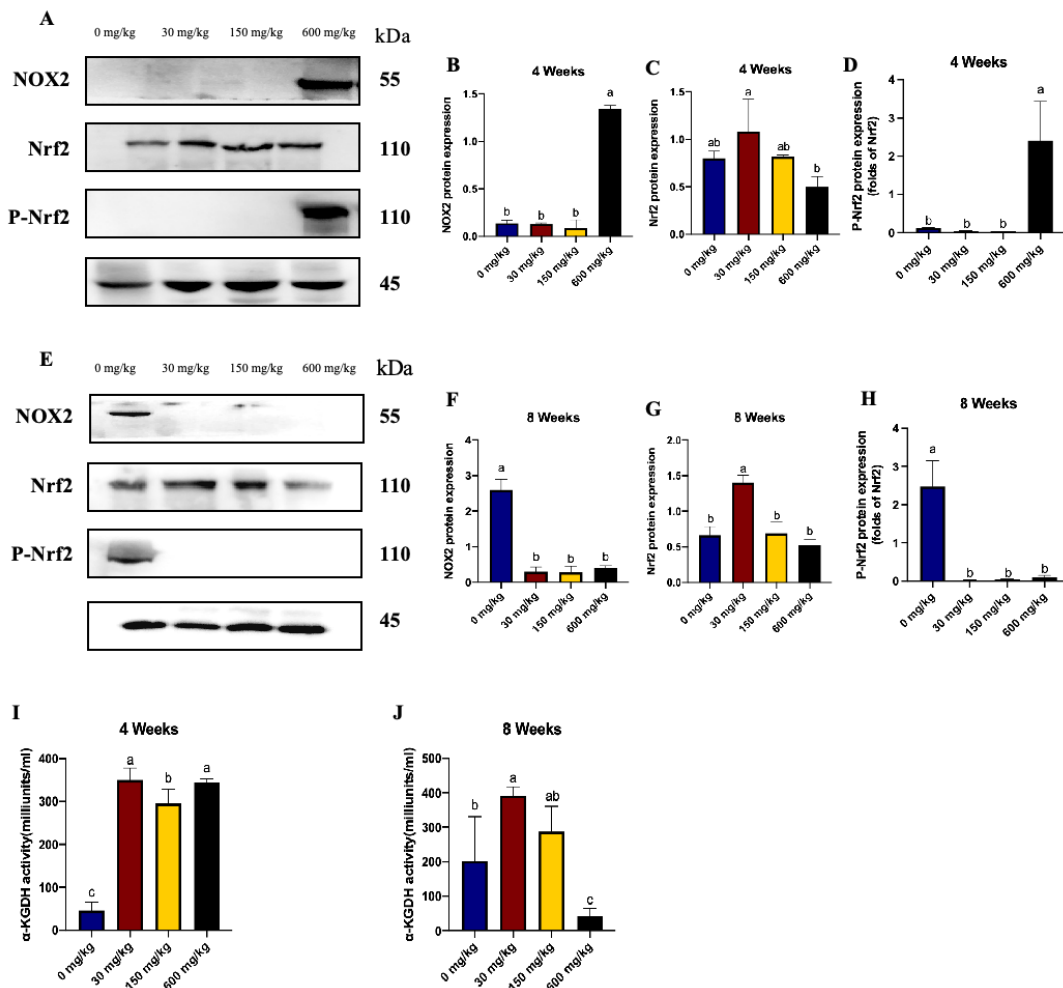 A
0 mg/kg 30 mg/kg 150 mg/kg 600 mg/kg kDa
NOX2 55
Nrf2 110
P-Nrf2 110
45
B
4 Weeks
NOX2 protein expression
1.5
1.0
0.5
0.0
b b b a
0 mg/kg 30 mg/kg 150 mg/kg 600 mg/kg
C
4 Weeks
Nrf2 protein expression
1.5
1.0
0.5
0.0
ab a ab b
0 mg/kg 30 mg/kg 150 mg/kg 600 mg/kg
D
4 Weeks
P-Nrf2 protein expression
(folds of Nrf2)
4
3
2
1
0
b b b a
0 mg/kg 30 mg/kg 150 mg/kg 600 mg/kg
E
0 mg/kg 30 mg/kg 150 mg/kg 600 mg/kg kDa
NOX2 55
Nrf2 110
P-Nrf2 110
45
F
8 Weeks
NOX2 protein expression
4
3
2
1
0
a b b b
0 mg/kg 30 mg/kg 150 mg/kg 600 mg/kg
G
8 Weeks
Nrf2 protein expression
2.0
1.5
1.0
0.5
0.0
b a b b
0 mg/kg 30 mg/kg 150 mg/kg 600 mg/kg
H
8 Weeks
P-Nrf2 protein expression
(folds of Nrf2)
4
3
2
1
0
a b b b
0 mg/kg 30 mg/kg 150 mg/kg 600 mg/kg
I
4 Weeks
α-KGDH activity(milliunits/ml)
400
300
200
100
0
c a b a
0 mg/kg 30 mg/kg 150 mg/kg 600 mg/kg
J
8 Weeks
α-KGDH activity(milliunits/ml)
500
400
300
200
100
0
b a ab c
0 mg/kg 30 mg/kg 150 mg/kg 600 mg/kg